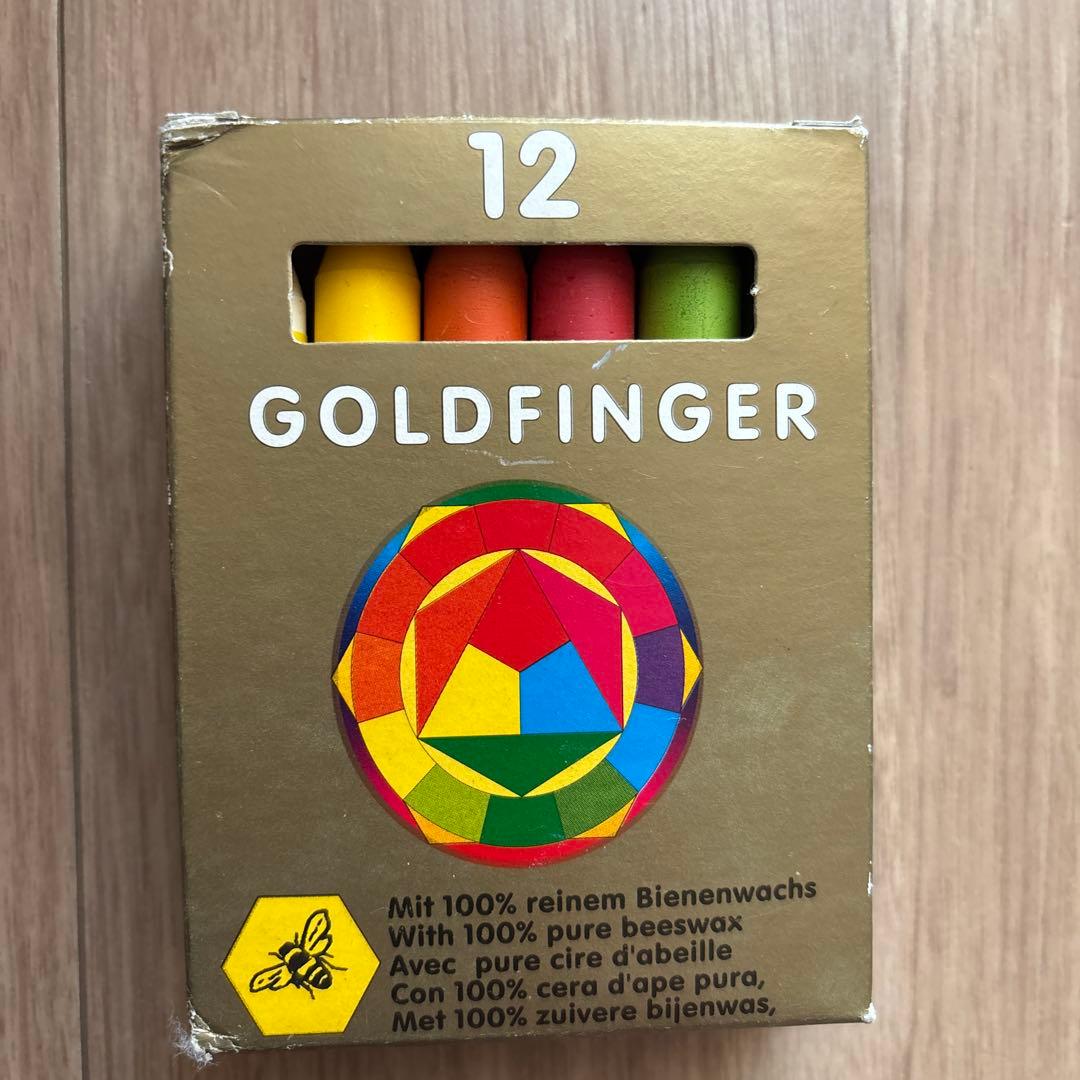 12
GOLDFINGER
Mit 100% reinem Bienenwachs
With 100% pure beeswax
Avec pure cire d'abeille
Con 100% cera d'ape pura,
Met 100% zuivere bijenwas,